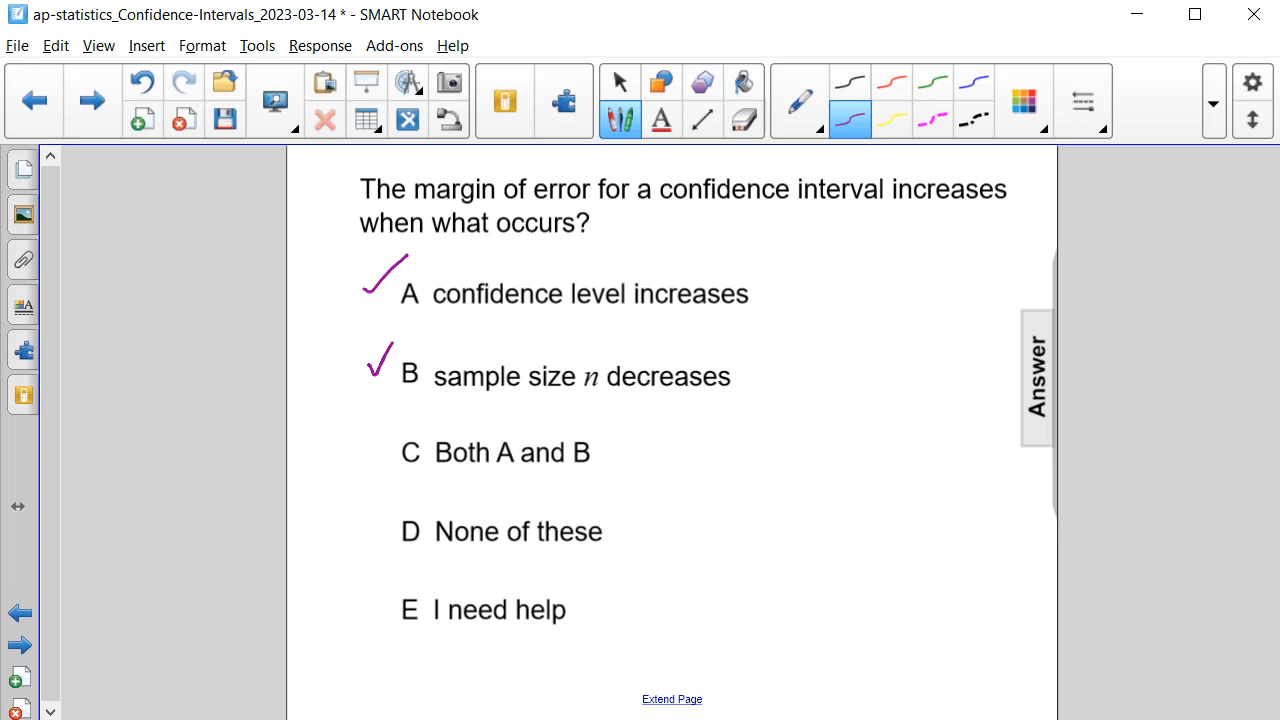 ap-statistics_Confidence-Intervals_2023-03-14 * - SMART Notebook
File Edit View Insert Format Tools Response Add-ons Help
The margin of error for a confidence interval increases
when what occurs?
A confidence level increases
B sample size n decreases
C Both A and B
D None of these
E I need help
Answer
Extend Page